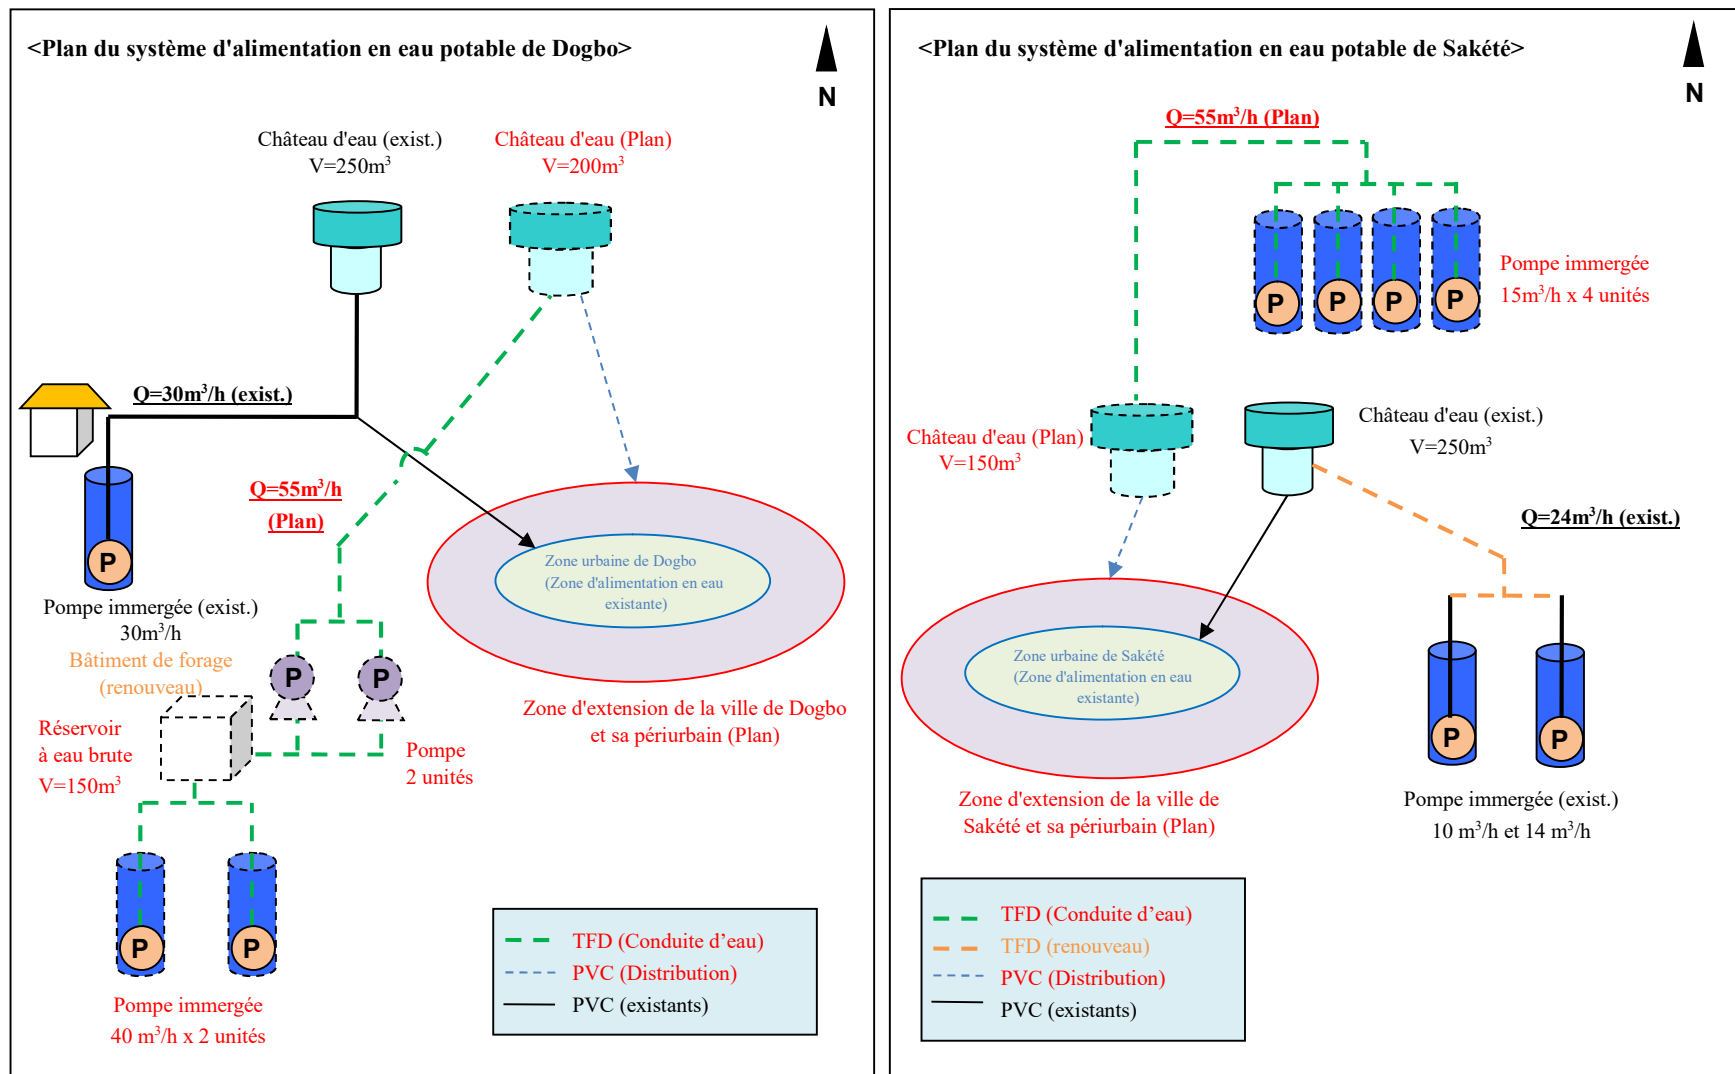 <Plan du système d'alimentation en eau potable de Dogbo>
N
Château d'eau (exist.)
V=250m³
Château d'eau (Plan)
V=200m³
Q=30m³/h (exist.)
Q=55m³/h
(Plan)
P
Pompe immergée (exist.)
30m³/h
Bâtiment de forage
(renouveau)
Zone urbaine de Dogbo
(Zone d'alimentation en eau
existante)
P
P
Zone d'extension de la ville de Dogbo
et sa périurbain (Plan)
Réservoir
à eau brute
V=150m³
Pompe
2 unités
P
P
Pompe immergée
40 m³/h x 2 unités
TFD (Conduite d’eau)
PVC (Distribution)
PVC (existants)
<Plan du système d'alimentation en eau potable de Sakété>
N
Q=55m³/h (Plan)
P
P
P
P
Pompe immergée
15m³/h x 4 unités
Château d'eau (Plan)
V=150m³
Château d'eau (exist.)
V=250m³
Q=24m³/h (exist.)
Zone urbaine de Sakété
(Zone d'alimentation en eau
existante)
P
P
Zone d'extension de la ville de
Sakété et sa périurbain (Plan)
Pompe immergée (exist.)
10 m³/h et 14 m³/h
TFD (Conduite d’eau)
TFD (renouveau)
PVC (Distribution)
PVC (existants)